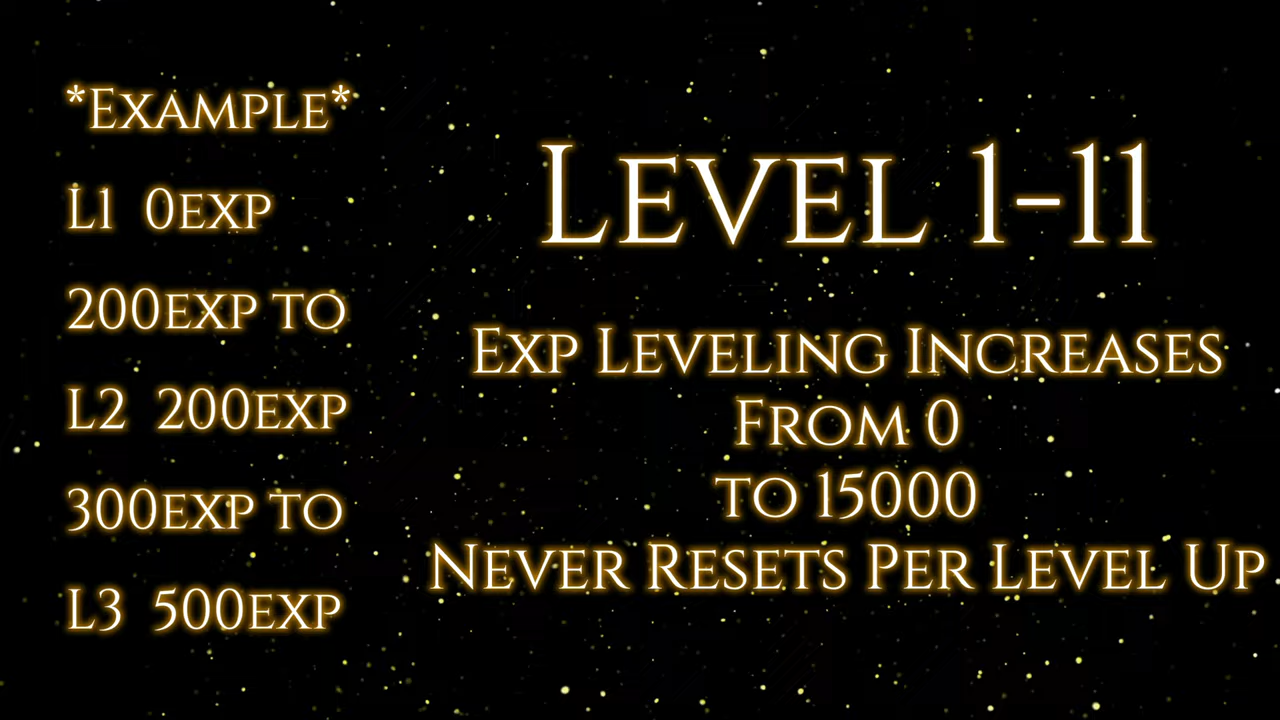 *Example*
L1 0exp
200exp to
L2 200exp
300exp to
L3 500exp
Level 1-11
Exp Leveling Increases
From 0
to 15000
Never Resets Per Level Up